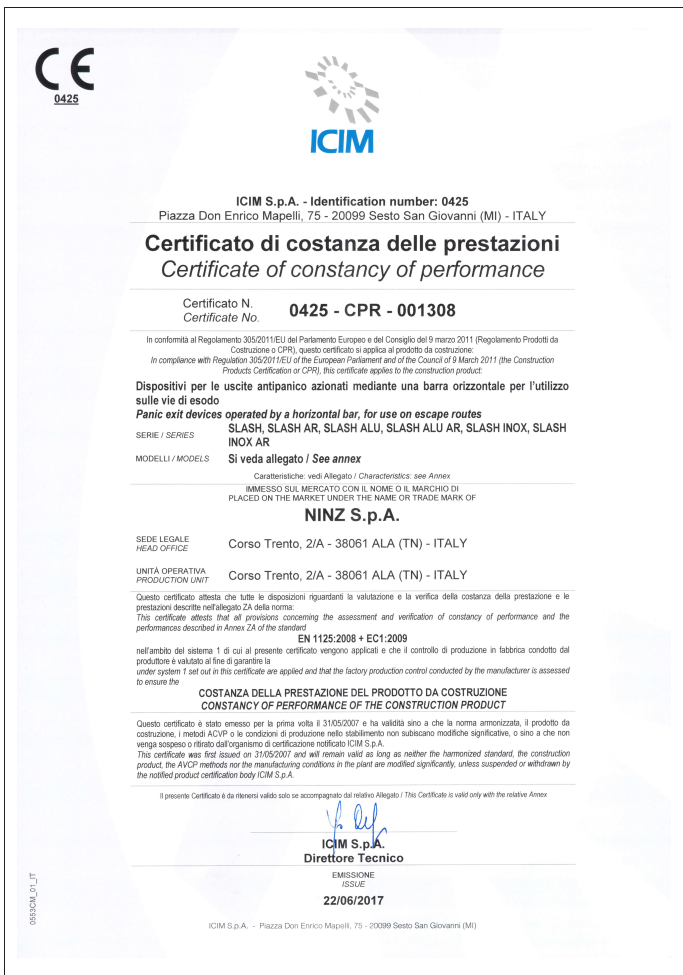 CE
0425
ICIM
ICIM S.p.A. - Identification number: 0425
Piazza Don Enrico Mapelli, 75 - 20099 Sesto San Giovanni (MI) - ITALY
Certificato di costanza delle prestazioni
Certificate of constancy of performance
Certificato N.
Certificate No.
0425 - CPR - 001308
In conformità al Regolamento 305/2011/EU del Parlamento Europeo e del Consiglio del 9 marzo 2011 (Regolamento Prodotti da
Costruzione o CPR), questo certificato si applica al prodotto da costruzione:
In compliance with Regulation 305/2011/EU of the European Parliament and of the Council of 9 March 2011 (the Construction
Products Certification or CPR), this certificate applies to the construction product:
Dispositivi per le uscite antipanico azionati mediante una barra orizzontale per l'utilizzo
sulle vie di esodo
Panic exit devices operated by a horizontal bar, for use on escape routes
SERIE / SERIES
SLASH, SLASH AR, SLASH ALU, SLASH ALU AR, SLASH INOX, SLASH
INOX AR
MODELLI / MODELS
Si veda allegato / See annex
Caratteristiche: vedi Allegato / Characteristics: see Annex
IMMESSO SUL MERCATO CON IL NOME O IL MARCHIO DI
PLACED ON THE MARKET UNDER THE NAME OR TRADE MARK OF
NINZ S.p.A.
SEDE LEGALE
HEAD OFFICE
Corso Trento, 2/A - 38061 ALA (TN) - ITALY
UNITÀ OPERATIVA
PRODUCTION UNIT
Corso Trento, 2/A - 38061 ALA (TN) - ITALY
Questo certificato attesta che tutte le disposizioni riguardanti la valutazione e la verifica della costanza della prestazione e le
prestazioni descritte nell'allegato ZA della norma:
This certificate attests that all provisions concerning the assessment and verification of constancy of performance and the
performances described in Annex ZA of the standard
EN 1125:2008 + EC1:2009
nell'ambito del sistema 1 di cui al presente certificato vengono applicati e che il controllo di produzione in fabbrica condotto dal
produttore è valutato al fine di garantire la
under system 1 set out in this certificate are applied and that the factory production control conducted by the manufacturer is assessed
to ensure the
COSTANZA DELLA PRESTAZIONE DEL PRODOTTO DA COSTRUZIONE
CONSTANCY OF PERFORMANCE OF THE CONSTRUCTION PRODUCT
Questo certificato è stato emesso per la prima volta il 31/05/2007 e ha validità sino a che la norma armonizzata, il prodotto da
costruzione, i metodi ACVP o le condizioni di produzione nello stabilimento non subiscano modifiche significative, o sino a che non
venga sospeso o ritirato dall'organismo di certificazione notificato ICIM S.p.A.
This certificate was first issued on 31/05/2007 and will remain valid as long as neither the harmonized standard, the construction
product, the AVCP methods nor the manufacturing conditions in the plant are modified significantly, unless suspended or withdrawn by
the notified product certification body ICIM S.p.A.
Il presente Certificato è da ritenersi valido solo se accompagnato dal relativo Allegato / This Certificate is valid only with the relative Annex
ICIM S.p.A.
Direttore Tecnico
EMISSIONE
ISSUE
22/06/2017
0553CM_01_IT
ICIM S.p.A. - Piazza Don Enrico Mapelli, 75 - 20099 Sesto San Giovanni (MI)